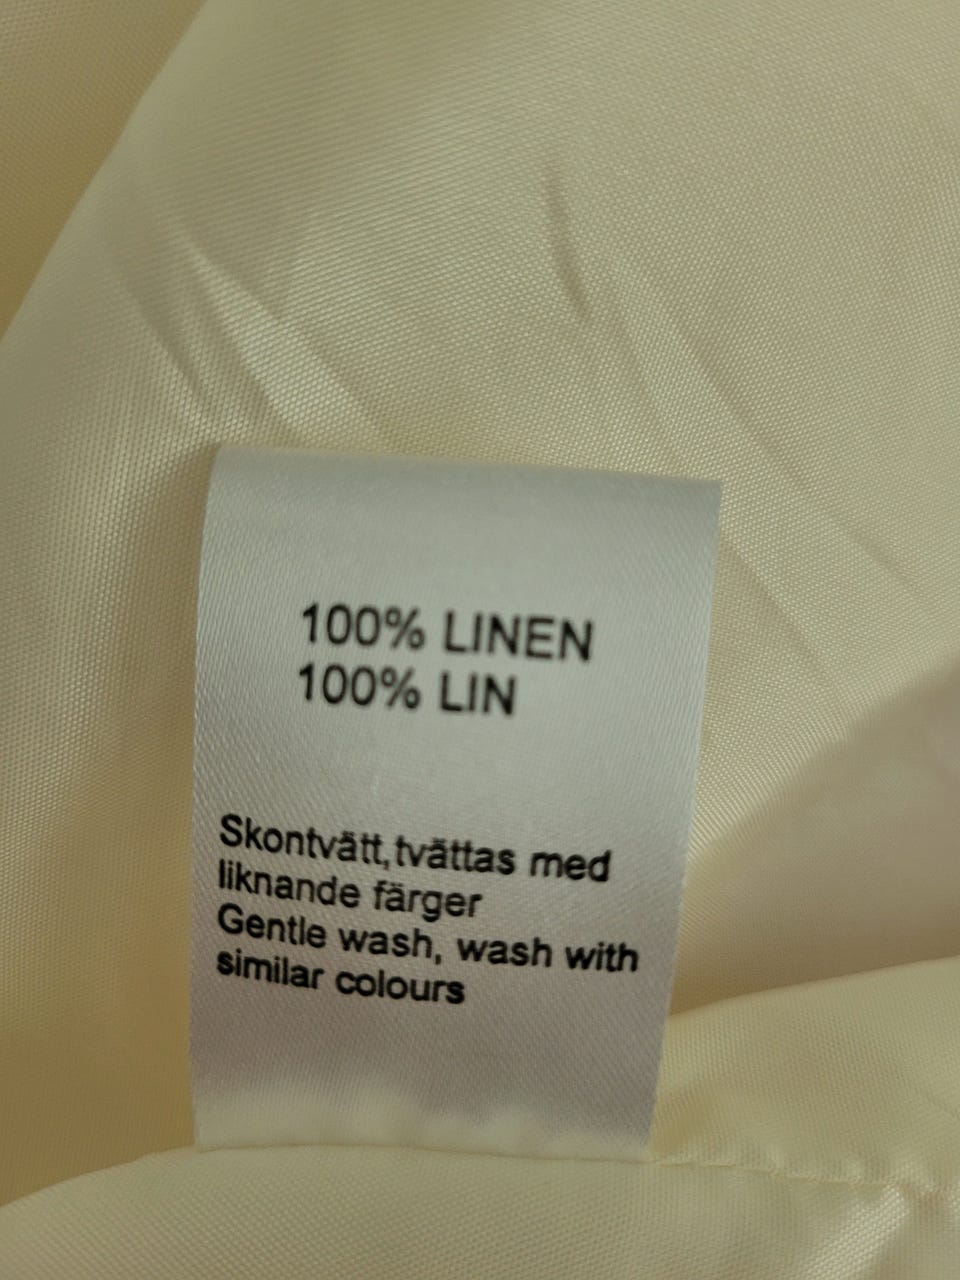 100% LINEN
100% LIN
Skontvätt,tvättas med
liknande färger
Gentle wash, wash with
similar colours